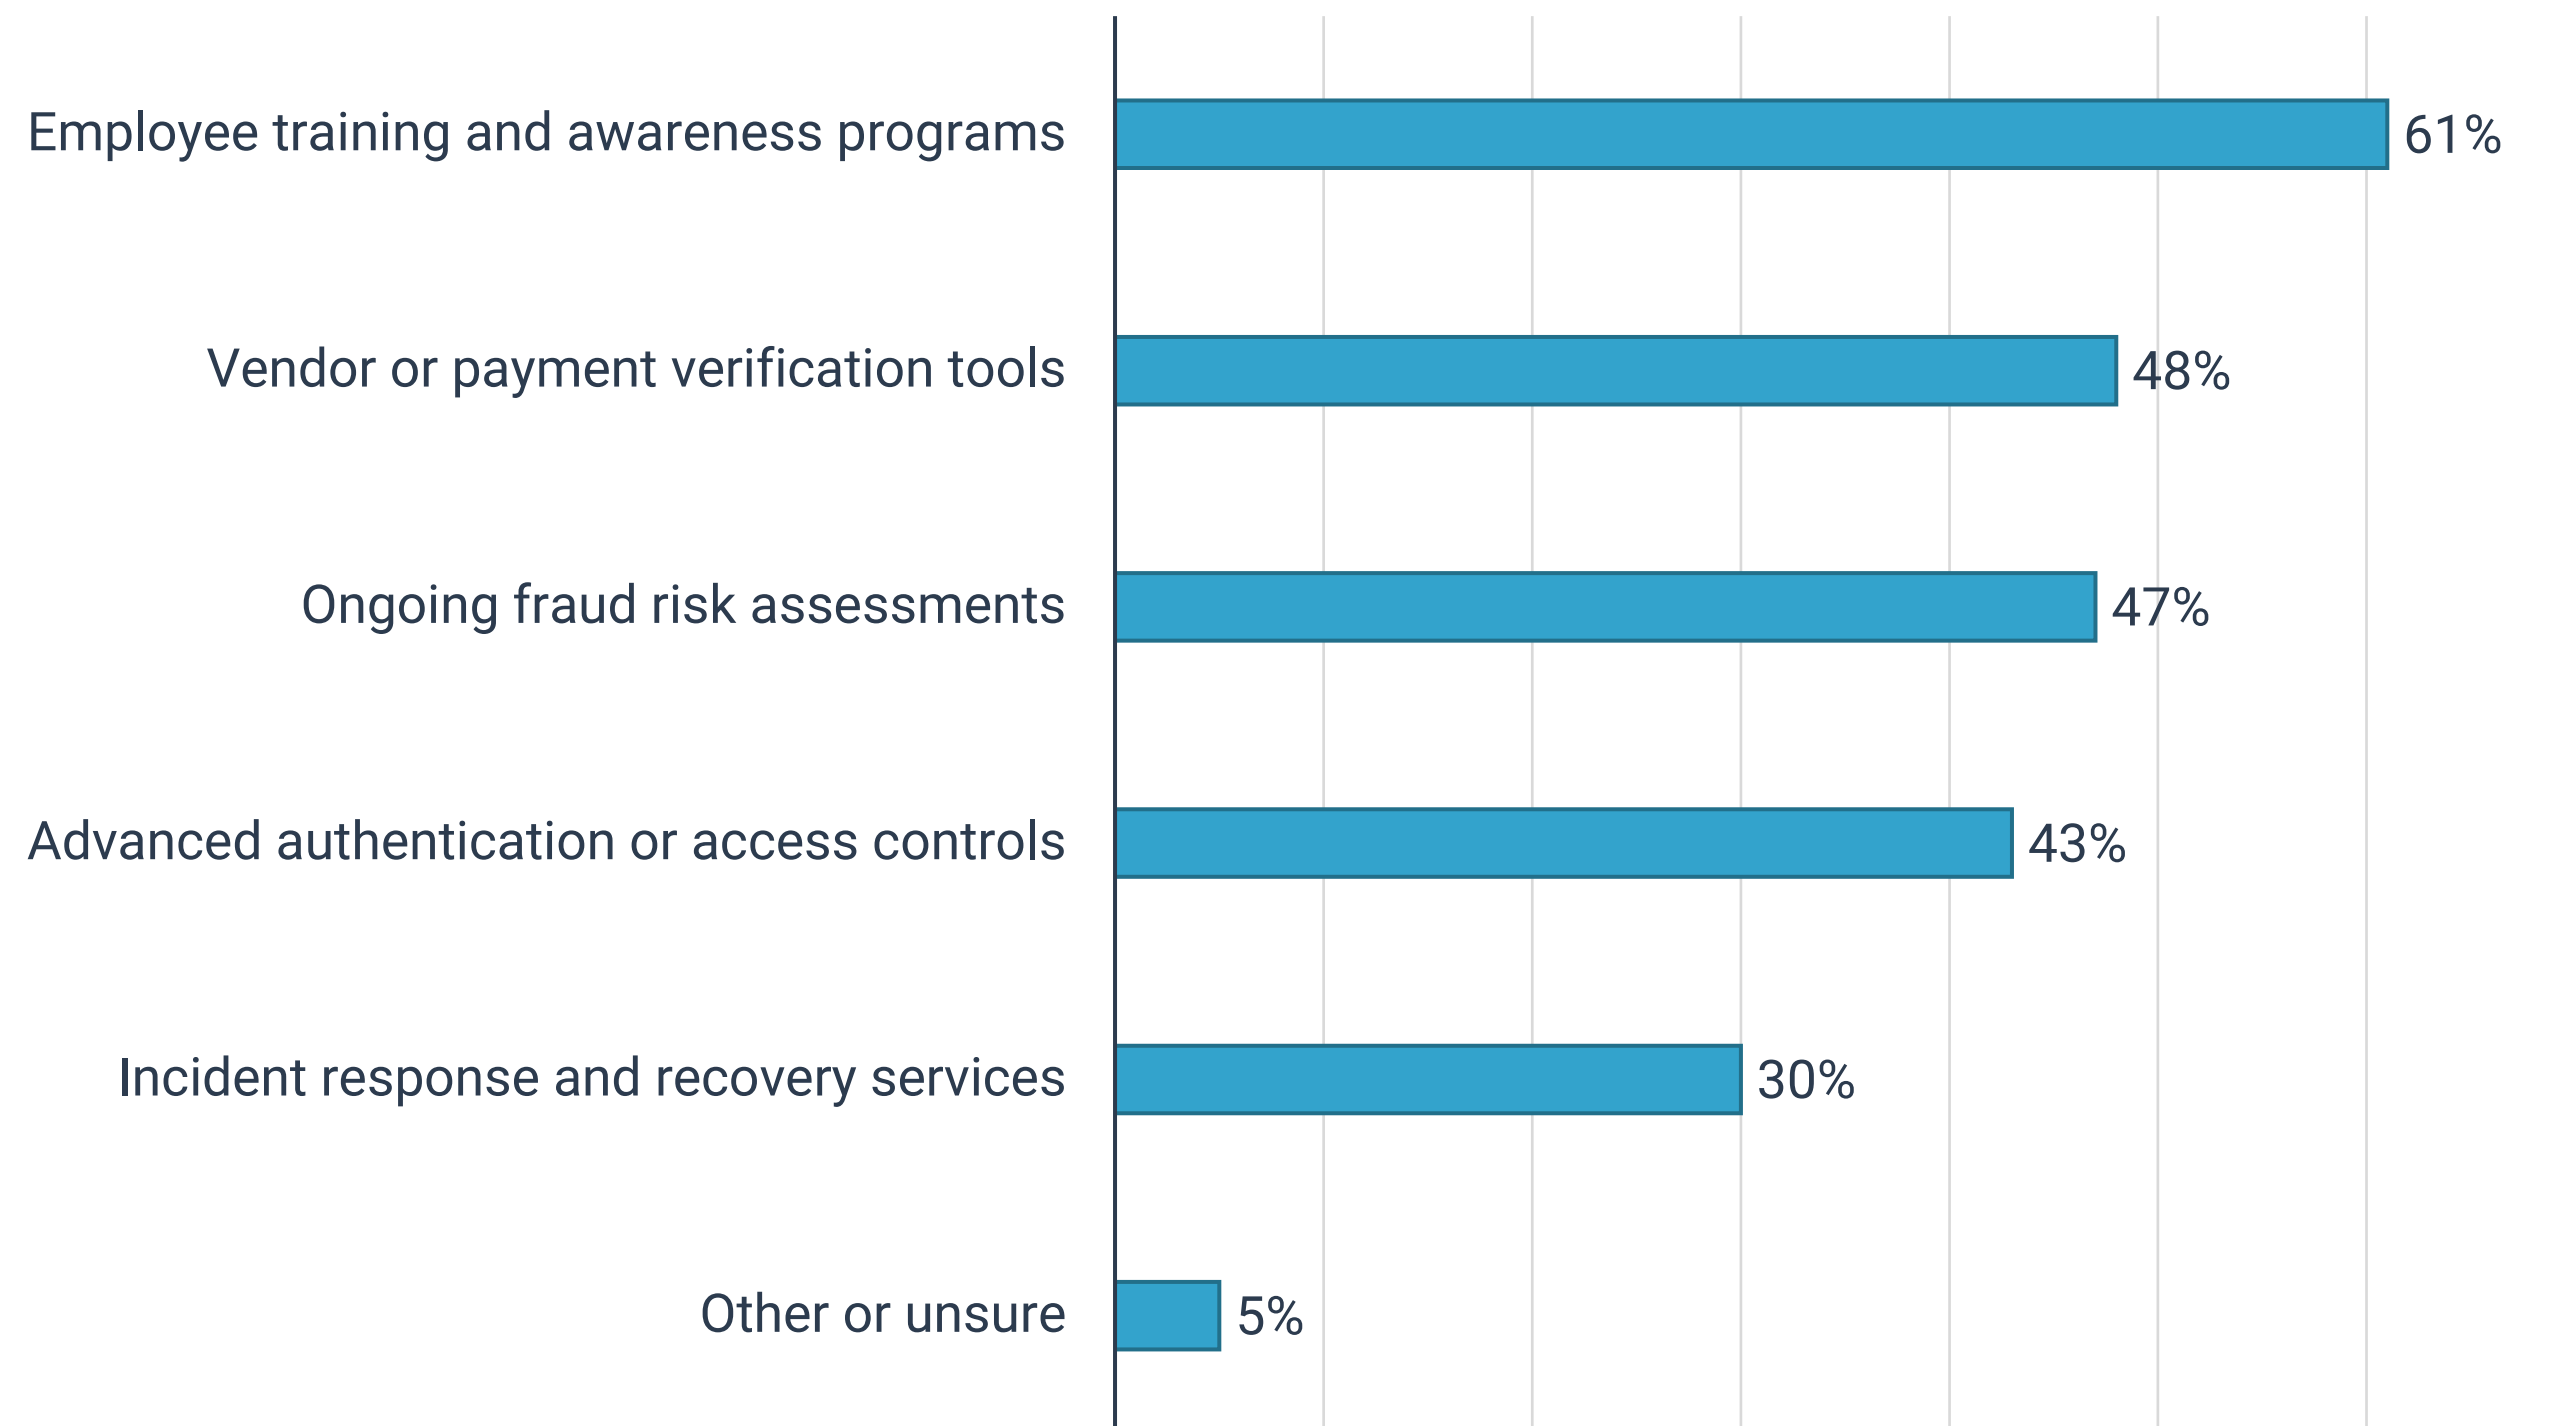 Employee training and awareness programs 61%
Vendor or payment verification tools 48%
Ongoing fraud risk assessments 47%
Advanced authentication or access controls 43%
Incident response and recovery services 30%
Other or unsure 5%